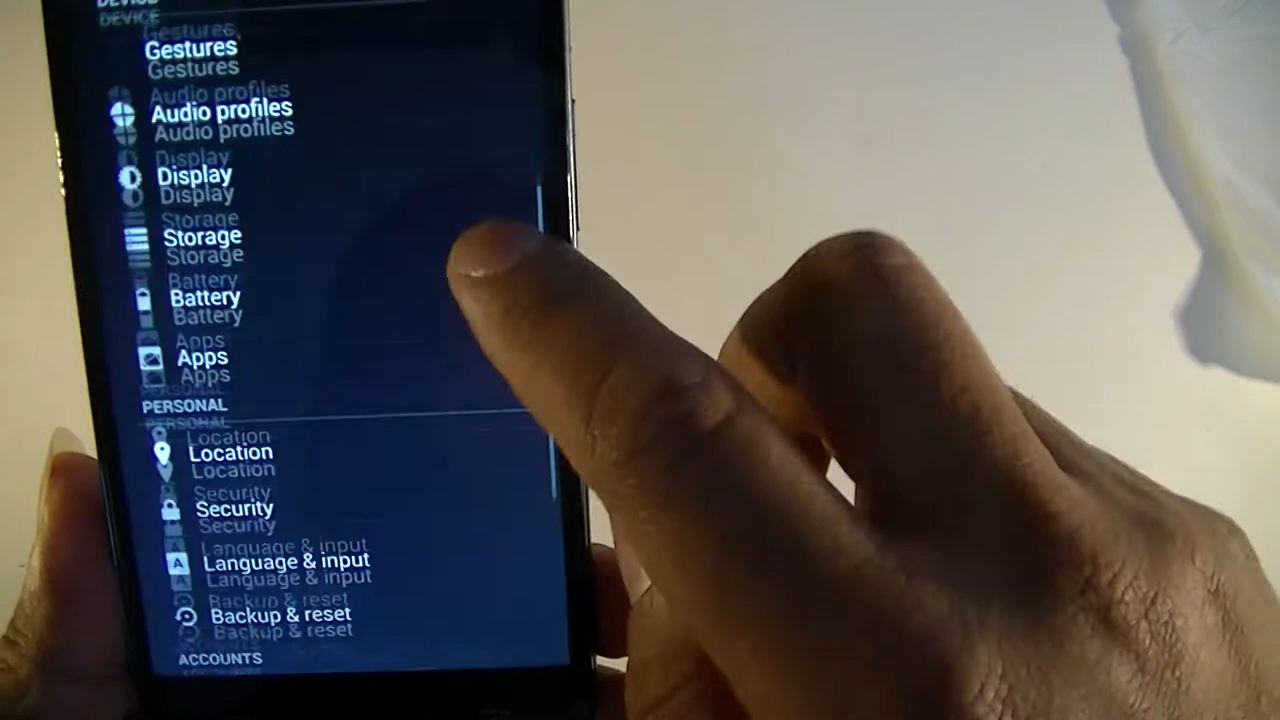 DEVICE
Gestures
Audio profiles
Display
Storage
Battery
Apps
PERSONAL
Location
Security
Language & input
Backup & reset
ACCOUNTS